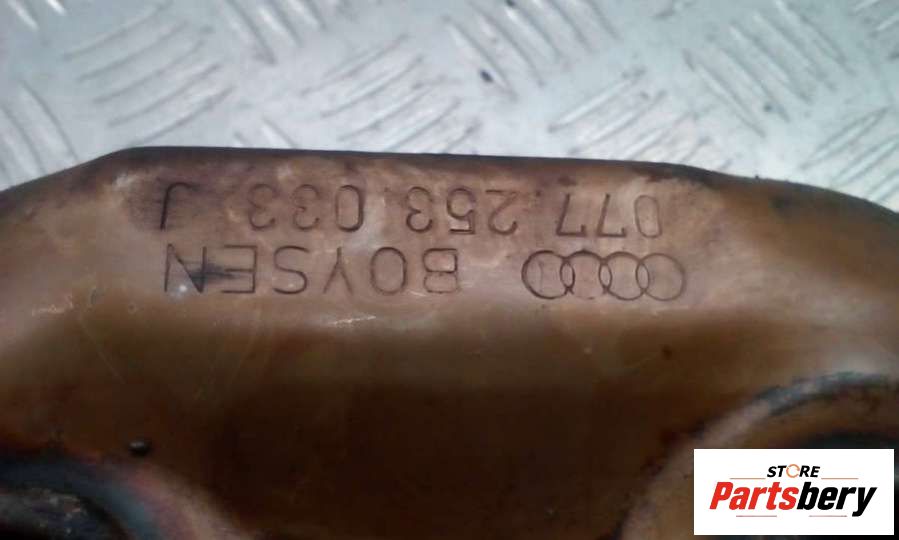 077.253.033 J
BOYSEN
STORE
Partsbery